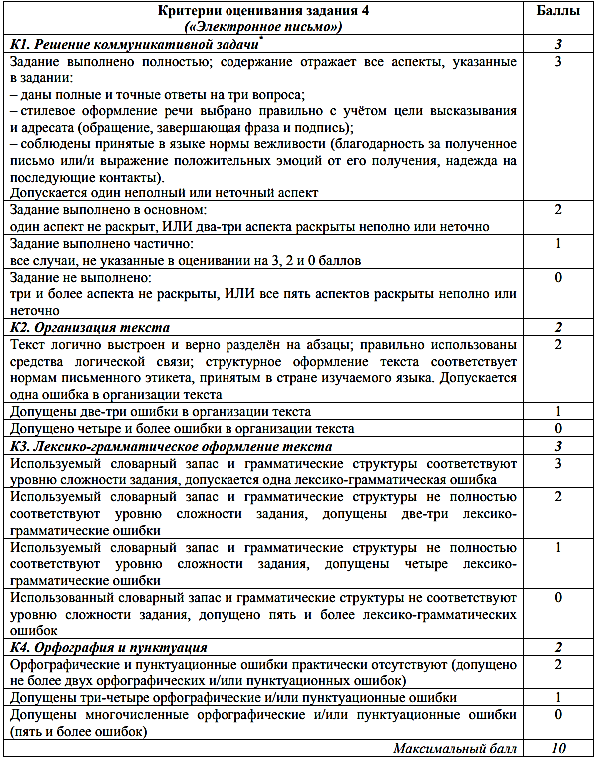 Критерии оценивания задания 4
(«Электронное письмо»)
Баллы
К1. Решение коммуникативной задачи*
3
Задание выполнено полностью; содержание отражает все аспекты, указанные
в задании:
– даны полные и точные ответы на три вопроса;
– стилевое оформление речи выбрано правильно с учётом цели высказывания
и адресата (обращение, завершающая фраза и подпись);
– соблюдены принятые в языке нормы вежливости (благодарность за полученное
письмо или/и выражение положительных эмоций от его получения, надежда на
последующие контакты).
Допускается один неполный или неточный аспект
3
Задание выполнено в основном:
один аспект не раскрыт, ИЛИ два-три аспекта раскрыты неполно или неточно
2
Задание выполнено частично:
все случаи, не указанные в оценивании на 3, 2 и 0 баллов
1
Задание не выполнено:
три и более аспекта не раскрыты, ИЛИ все пять аспектов раскрыты неполно или
неточно
0
К2. Организация текста
2
Текст логично выстроен и верно разделён на абзацы; правильно использованы
средства логической связи; структурное оформление текста соответствует
нормам письменного этикета, принятым в стране изучаемого языка. Допускается
одна ошибка в организации текста
2
Допущены две-три ошибки в организации текста
1
Допущено четыре и более ошибки в организации текста
0
К3. Лексико-грамматическое оформление текста
3
Используемый словарный запас и грамматические структуры соответствуют
уровню сложности задания, допускается одна лексико-грамматическая ошибка
3
Используемый словарный запас и грамматические структуры не полностью
соответствуют уровню сложности задания, допущены две-три лексико-
грамматические ошибки
2
Используемый словарный запас и грамматические структуры не полностью
соответствуют уровню сложности задания, допущены четыре лексико-
грамматические ошибки
1
Использованный словарный запас и грамматические структуры не соответствуют
уровню сложности задания, допущено пять и более лексико-грамматических
ошибок
0
К4. Орфография и пунктуация
2
Орфографические и пунктуационные ошибки практически отсутствуют (допущено
не более двух орфографических и/или пунктуационных ошибок)
2
Допущены три-четыре орфографические и/или пунктуационные ошибки
1
Допущены многочисленные орфографические и/или пунктуационные ошибки
(пять и более ошибок)
0
Максимальный балл
10